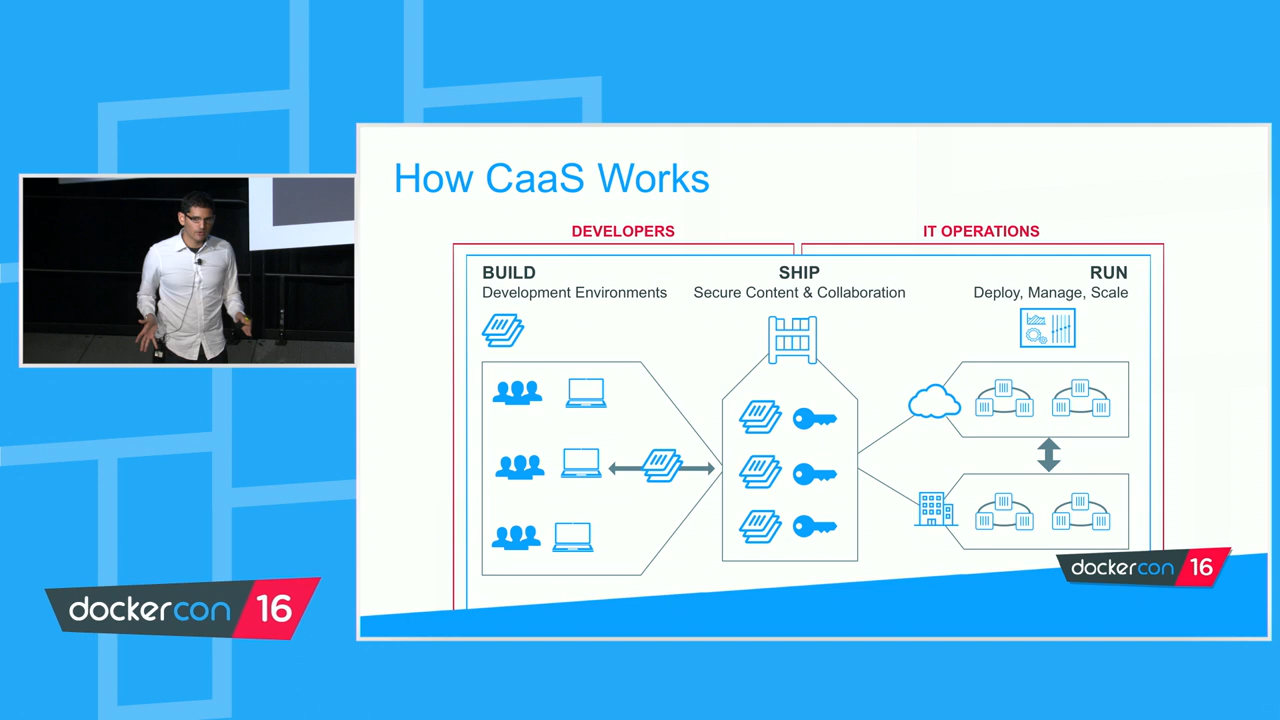 How CaaS Works
DEVELOPERS
IT OPERATIONS
BUILD
Development Environments
SHIP
Secure Content & Collaboration
RUN
Deploy, Manage, Scale
dockercon 16
dockercon 16